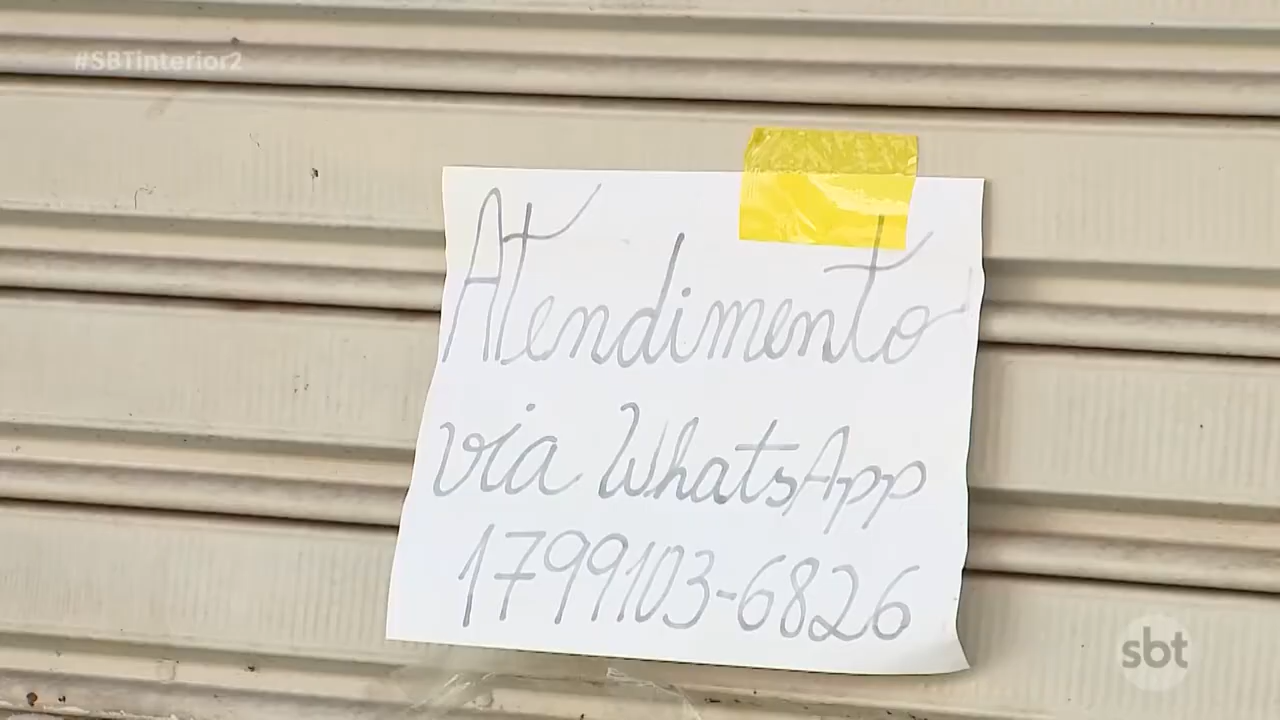 #SBTinterior2
Atendimento
via WhatsApp
1799103-6826
sbt